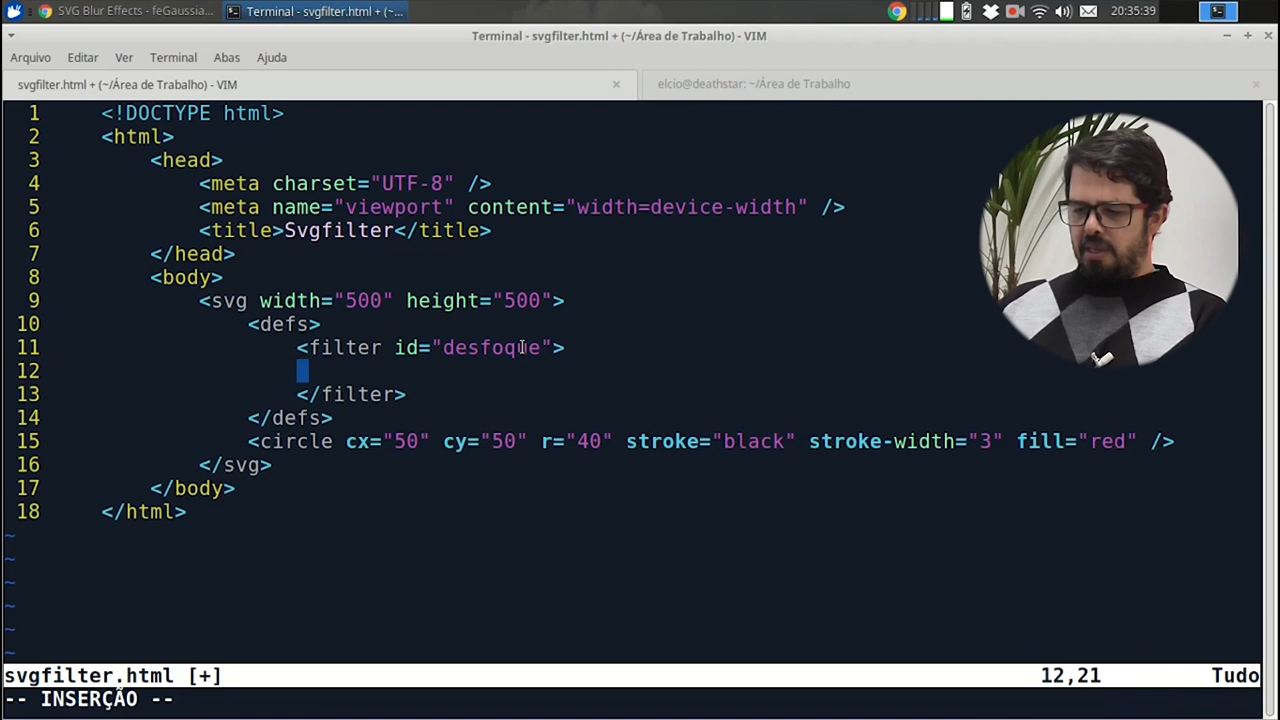 SVG Blur Effects - feGaussia...
Terminal - svgfilter.html + (~...
20:35:39
Terminal - svgfilter.html + (~/Área de Trabalho) - VIM
Arquivo Editar Ver Terminal Abas Ajuda
svgfilter.html + (~/Área de Trabalho) - VIM
elcio@deathstar: ~/Área de Trabalho
1 <!DOCTYPE html>
2 <html>
3 <head>
4 <meta charset="UTF-8" />
5 <meta name="viewport" content="width=device-width" />
6 <title>Svgfilter</title>
7 </head>
8 <body>
9 <svg width="500" height="500">
10 <defs>
11 <filter id="desfoque">
12
13 </filter>
14 </defs>
15 <circle cx="50" cy="50" r="40" stroke="black" stroke-width="3" fill="red" />
16 </svg>
17 </body>
18 </html>
~
~
~
~
~
~
svgfilter.html [+] 12,21 Tudo
-- INSERÇÃO --